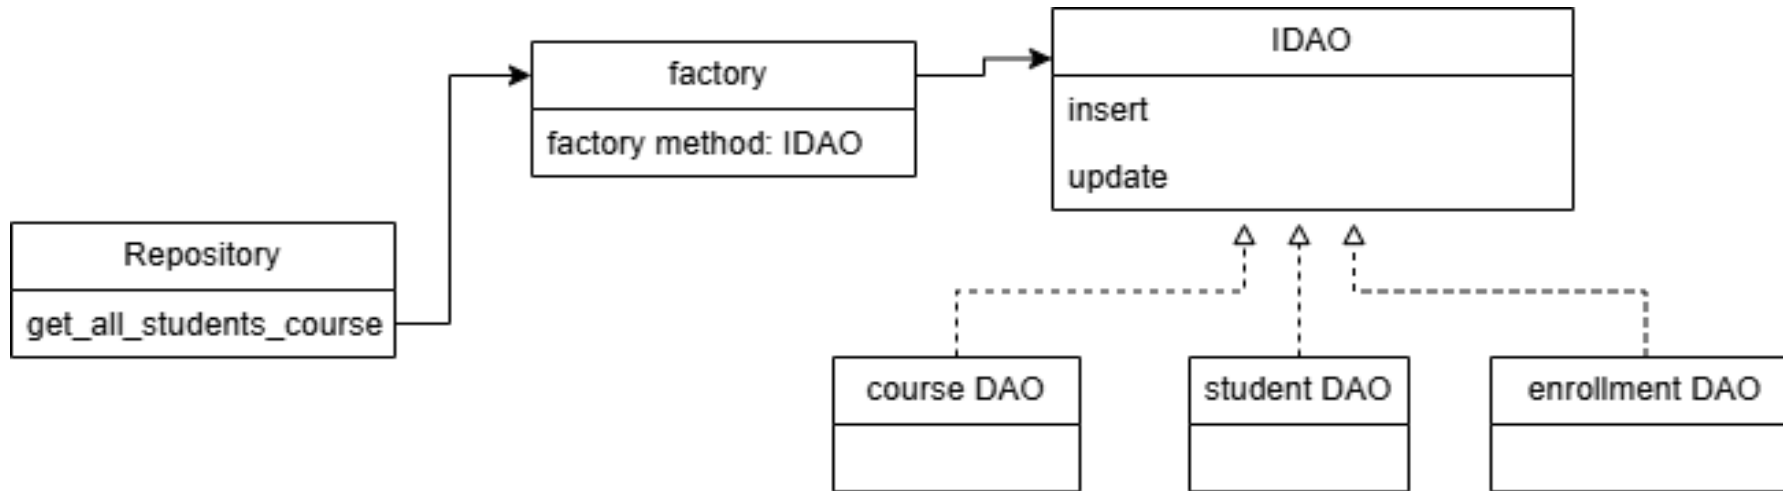 IDAO
insert
update
factory
factory method: IDAO
Repository
get_all_students_course
course DAO
student DAO
enrollment DAO